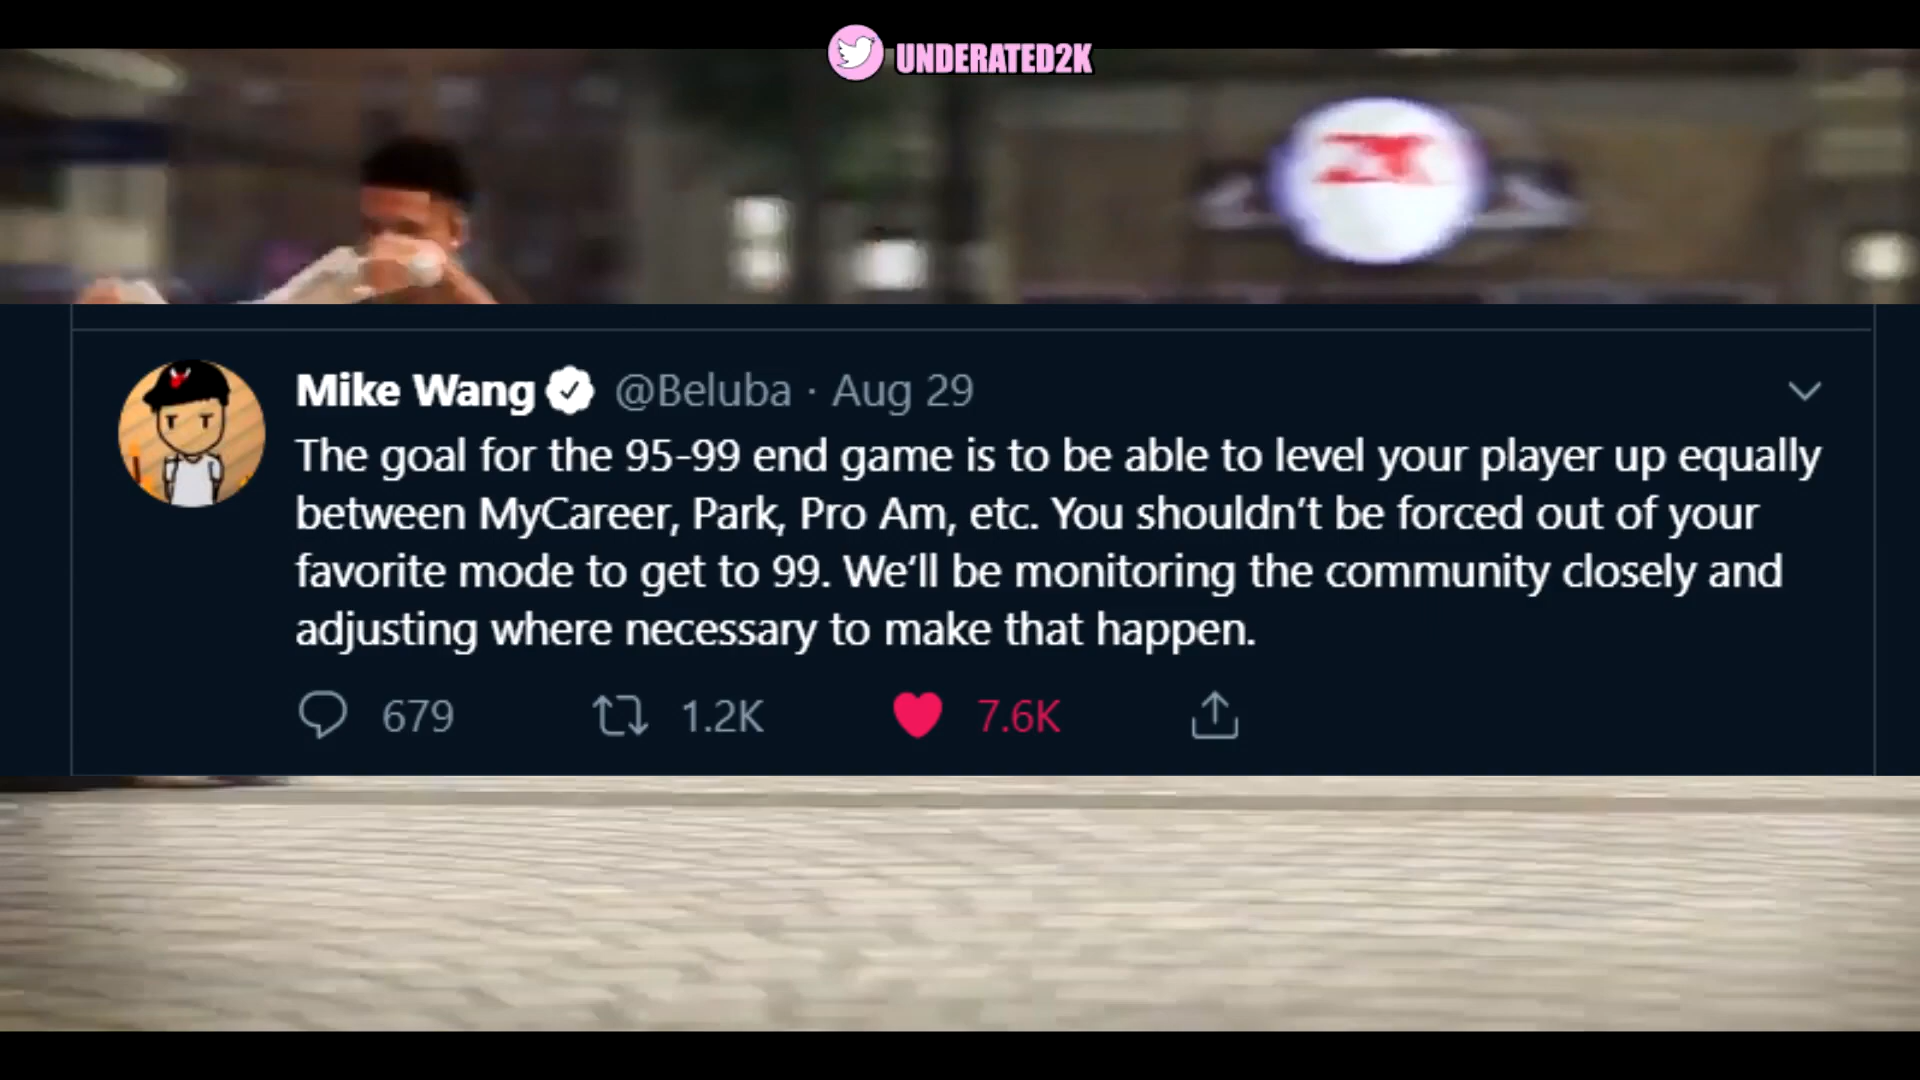 UNDERATED2K
2K
Mike Wang @Beluba · Aug 29
The goal for the 95-99 end game is to be able to level your player up equally
between MyCareer, Park, Pro Am, etc. You shouldn’t be forced out of your
favorite mode to get to 99. We’ll be monitoring the community closely and
adjusting where necessary to make that happen.
679 1.2K 7.6K